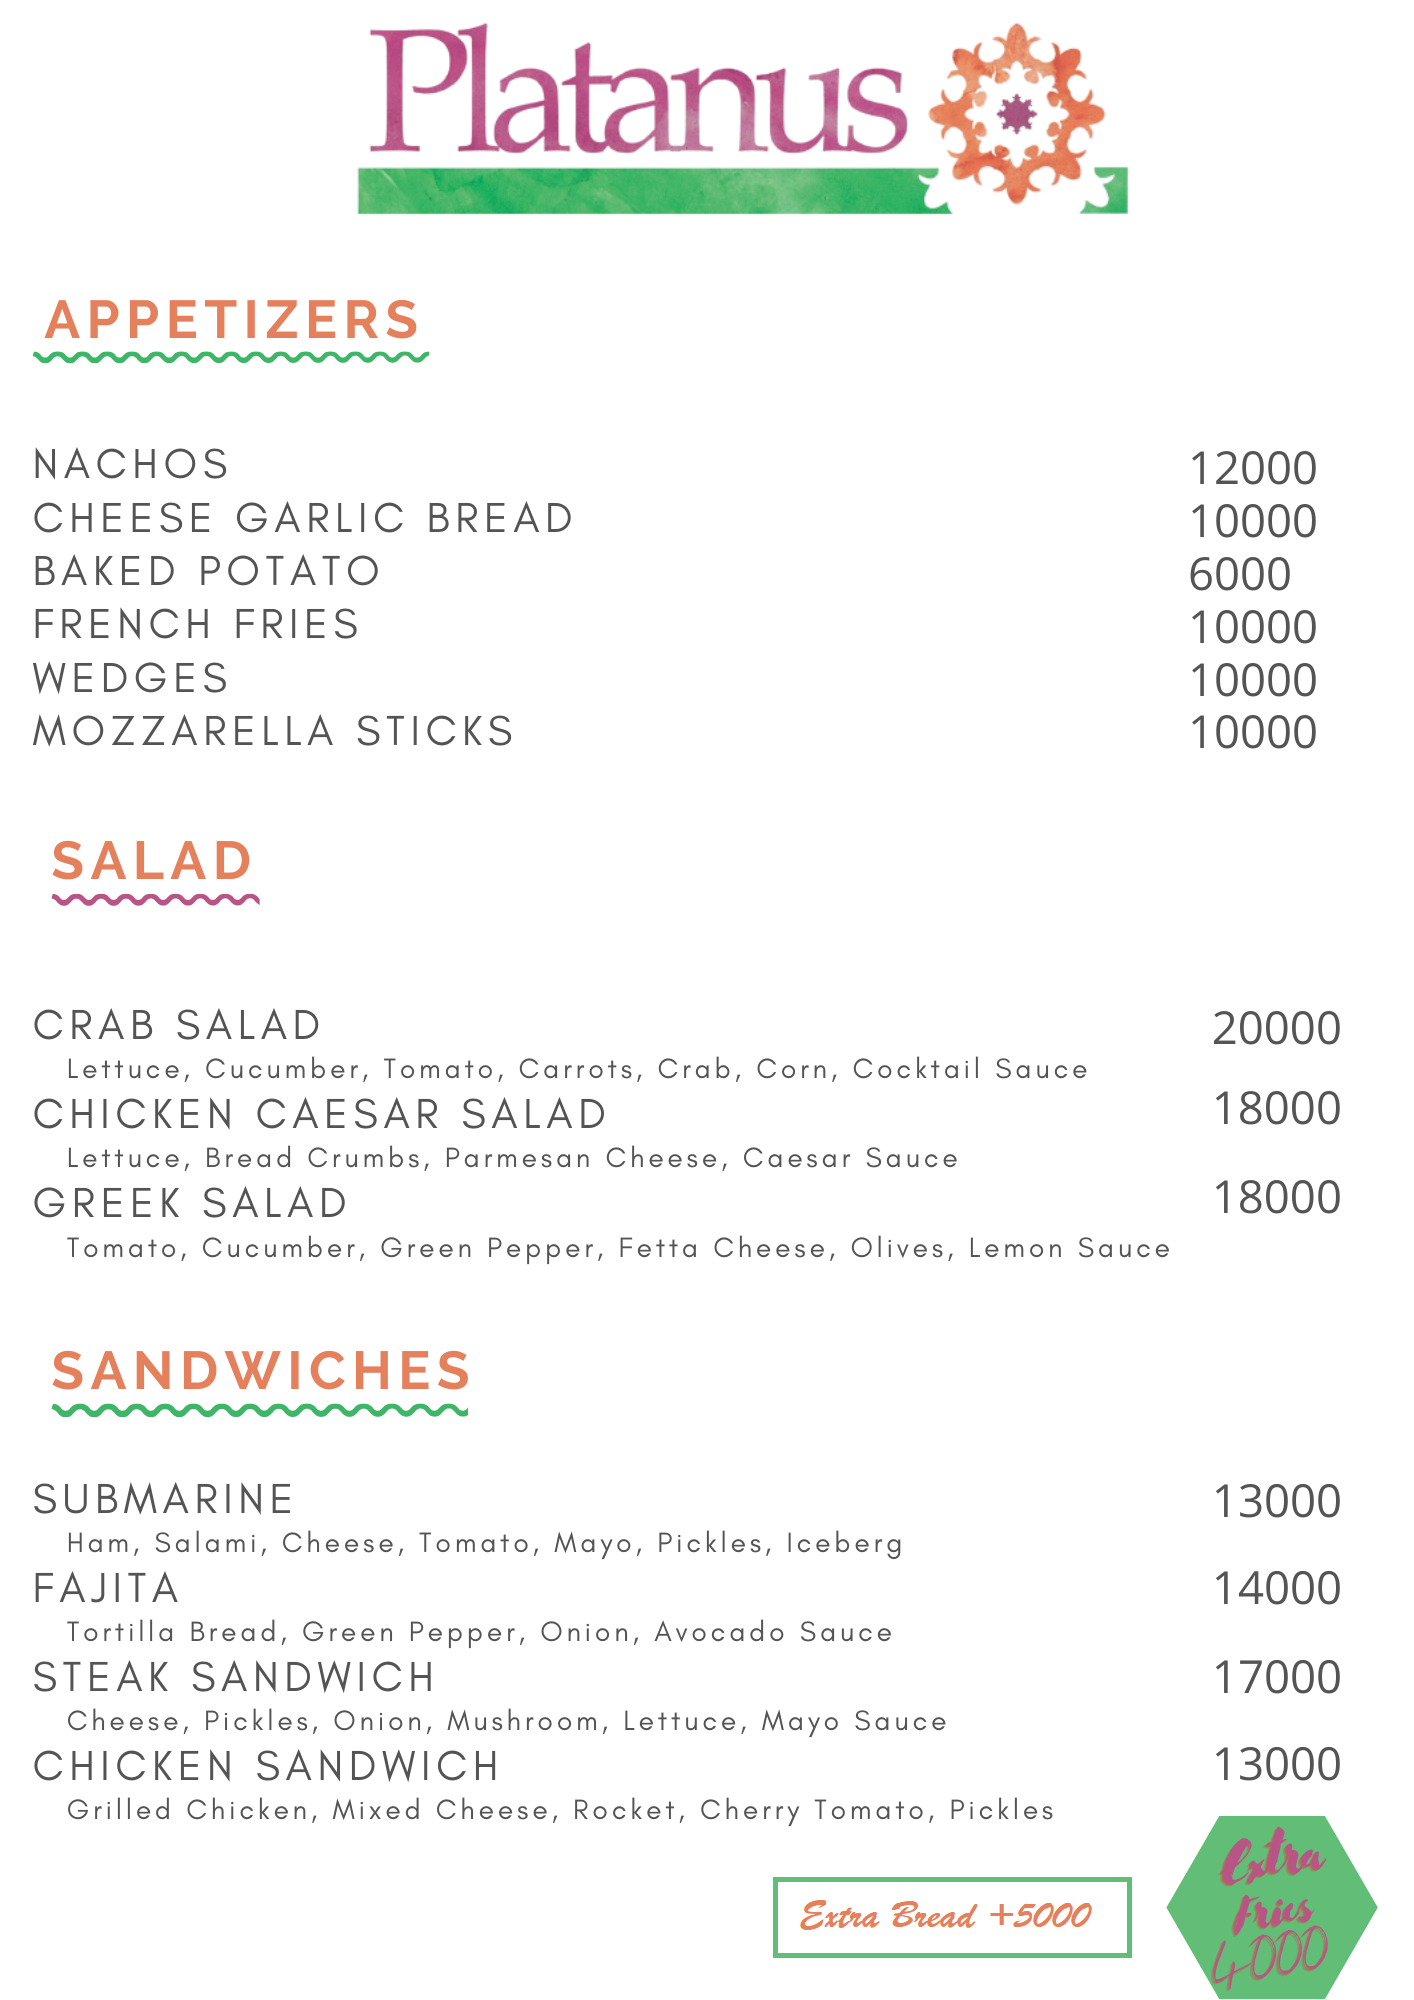 Platanus
APPETIZERS
NACHOS 12000
CHEESE GARLIC BREAD 10000
BAKED POTATO 6000
FRENCH FRIES 10000
WEDGES 10000
MOZZARELLA STICKS 10000
SALAD
CRAB SALAD 20000
Lettuce, Cucumber, Tomato, Carrots, Crab, Corn, Cocktail Sauce
CHICKEN CAESAR SALAD 18000
Lettuce, Bread Crumbs, Parmesan Cheese, Caesar Sauce
GREEK SALAD 18000
Tomato, Cucumber, Green Pepper, Fetta Cheese, Olives, Lemon Sauce
SANDWICHES
SUBMARINE 13000
Ham, Salami, Cheese, Tomato, Mayo, Pickles, Iceberg
FAJITA 14000
Tortilla Bread, Green Pepper, Onion, Avocado Sauce
STEAK SANDWICH 17000
Cheese, Pickles, Onion, Mushroom, Lettuce, Mayo Sauce
CHICKEN SANDWICH 13000
Grilled Chicken, Mixed Cheese, Rocket, Cherry Tomato, Pickles
Extra Bread +5000
Extra
Fries
4000